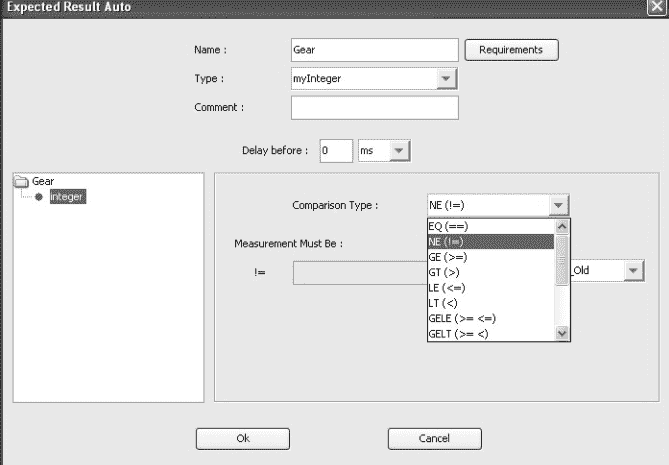 Expected Result Auto
Name :
Gear
Requirements
Type :
myInteger
Comment :
Delay before :
0
ms
Gear
integer
Comparison Type :
NE (!=)
EQ (==)
NE (!=)
GE (>=)
GT (>)
LE (<=)
LT (<)
GELE (>= <=)
GELT (>= <)
Measurement Must Be :
!=
_Old
Ok
Cancel